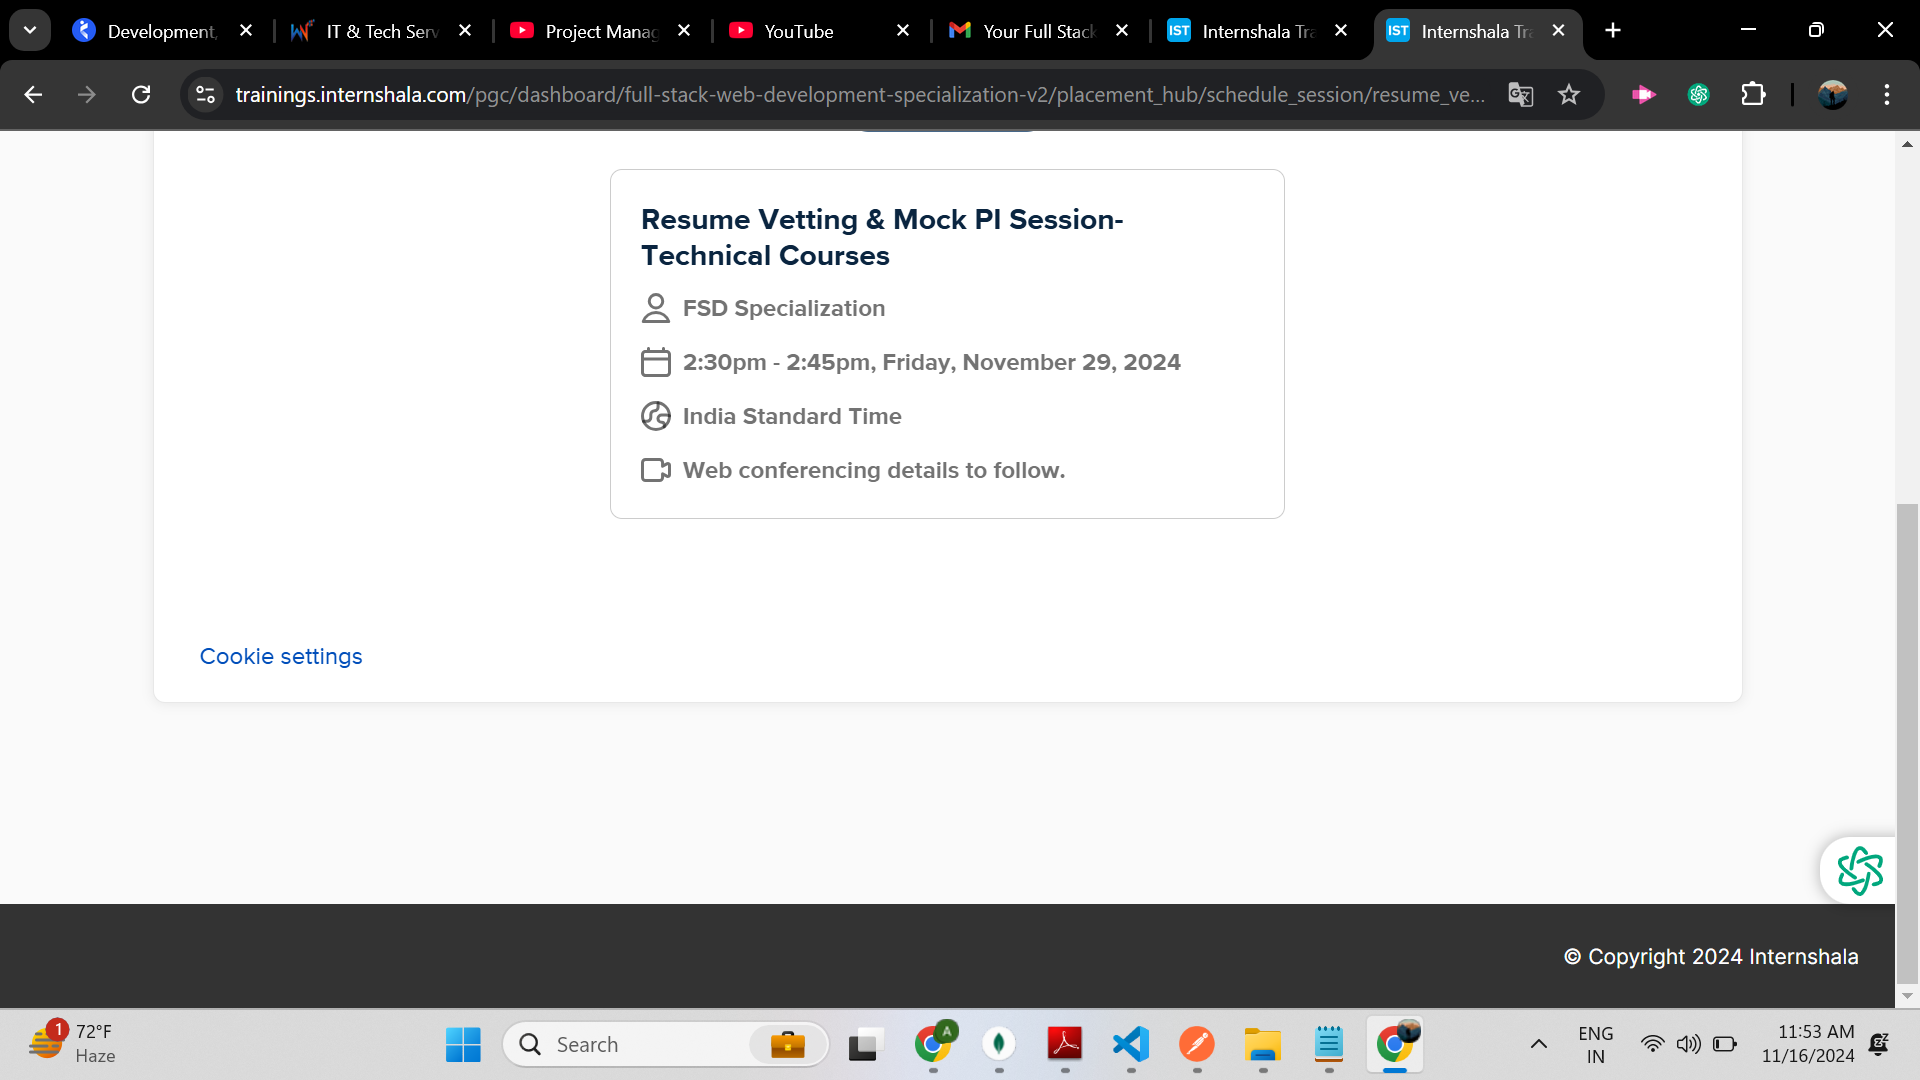 Development,
IT & Tech Serv
Project Manag
YouTube
Your Full Stack
IST Internshala Tra
IST Internshala Tra
trainings.internshala.com/pgc/dashboard/full-stack-web-development-specialization-v2/placement_hub/schedule_session/resume_ve...
Resume Vetting & Mock PI Session-
Technical Courses
FSD Specialization
2:30pm - 2:45pm, Friday, November 29, 2024
India Standard Time
Web conferencing details to follow.
Cookie settings
© Copyright 2024 Internshala
1
72°F
Haze
Search
A
ENG
IN
11:53 AM
11/16/2024